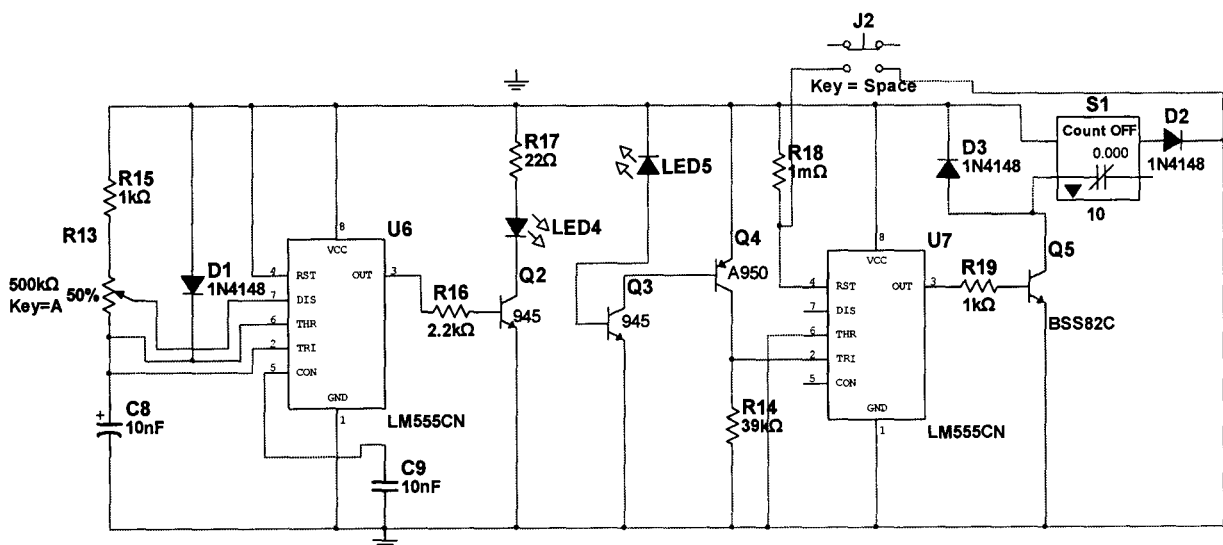 J2
Key = Space
S1
Count OFF
0.000
10
D2
1N4148
R15
1kΩ
R13
500kΩ
Key=A
50%
D1
1N4148
U6
8
VCC
4
RST
OUT
3
7
DIS
6
THR
2
TRI
5
CON
GND
1
LM555CN
C8
+
10nF
C9
10nF
R16
2.2kΩ
R17
22Ω
LED4
Q2
945
LED5
Q3
945
Q4
A950
R14
39kΩ
R18
1mΩ
U7
8
VCC
4
RST
OUT
3
7
DIS
6
THR
2
TRI
5
CON
GND
1
LM555CN
R19
1kΩ
D3
1N4148
Q5
BSS82C